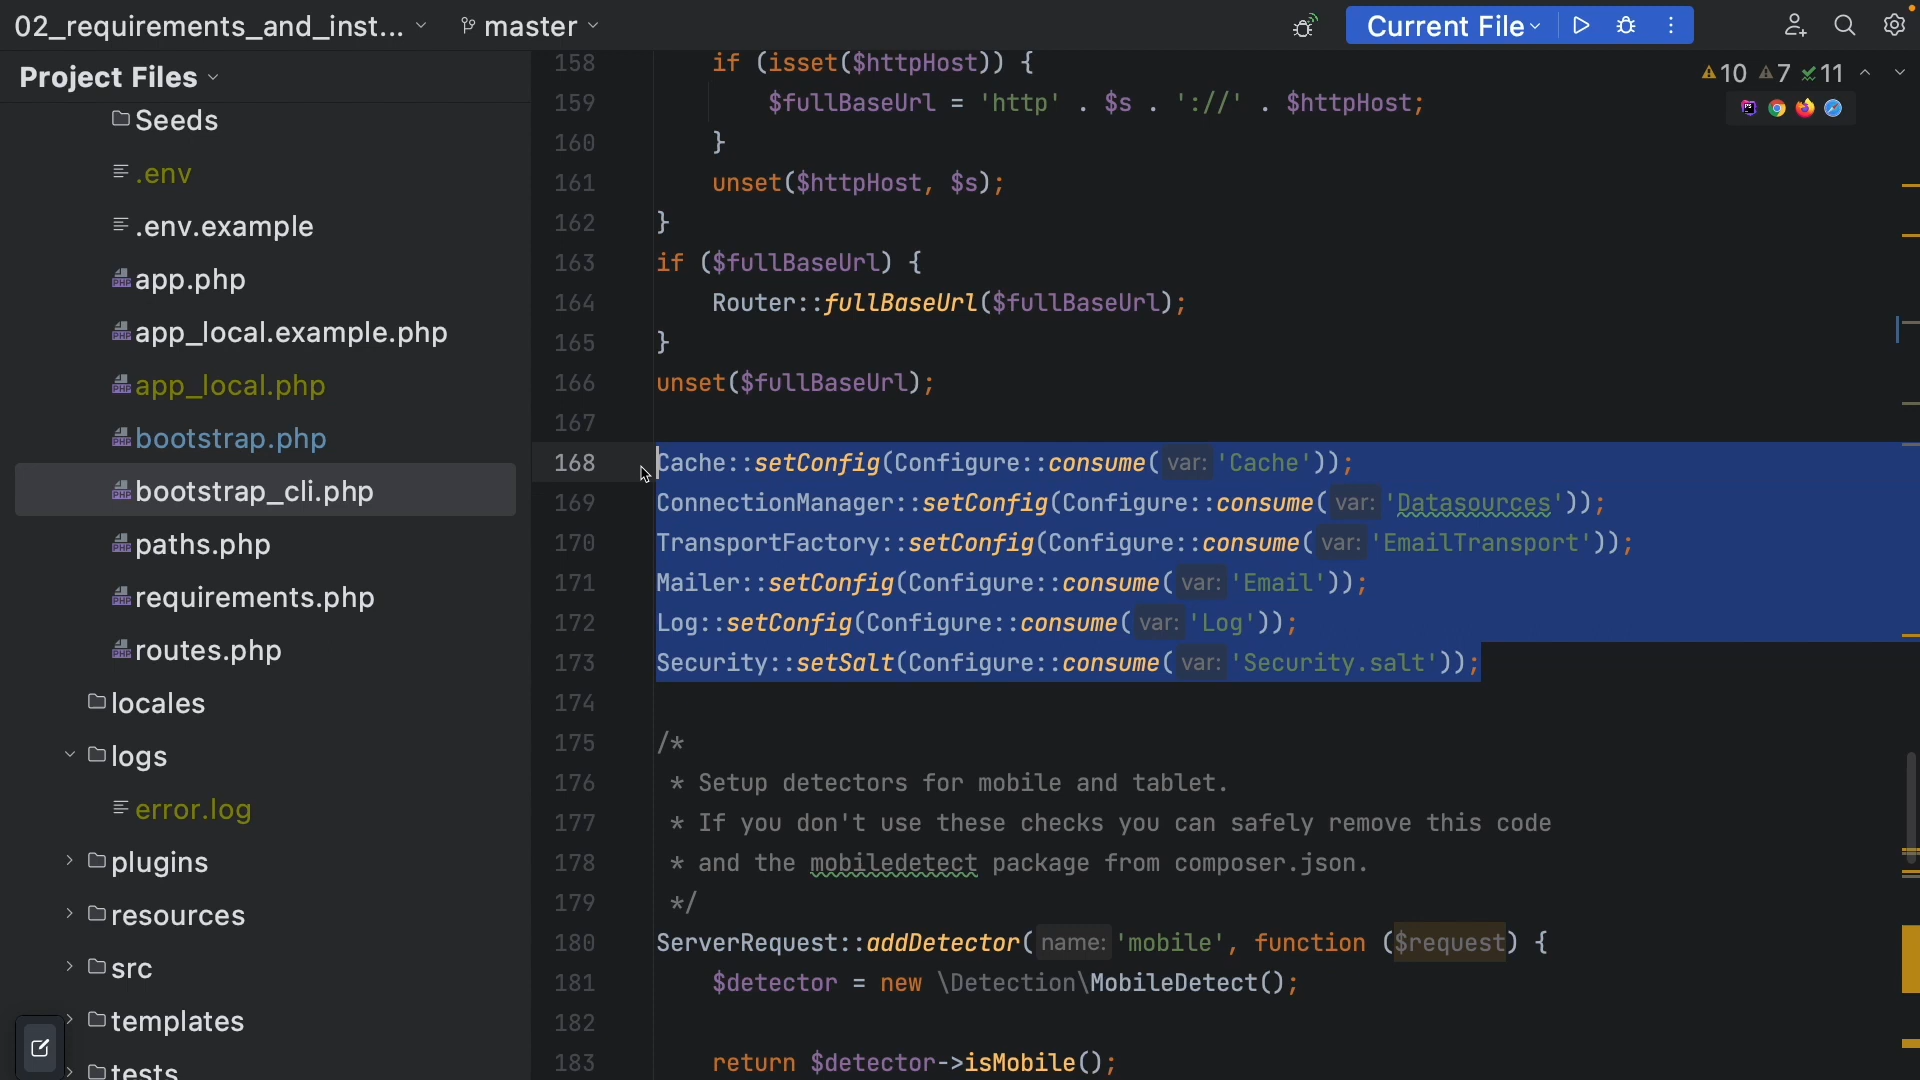 02_requirements_and_inst...
master
Current File
Project Files
Seeds
.env
.env.example
app.php
app_local.example.php
app_local.php
bootstrap.php
bootstrap_cli.php
paths.php
requirements.php
routes.php
locales
logs
error.log
plugins
resources
src
templates
tests
10 7 11
158 if (isset($httpHost)) {
159 $fullBaseUrl = 'http' . $s . '://' . $httpHost;
160 }
161 unset($httpHost, $s);
162 }
163 if ($fullBaseUrl) {
164 Router::fullBaseUrl($fullBaseUrl);
165 }
166 unset($fullBaseUrl);
167
168 Cache::setConfig(Configure::consume( var: 'Cache'));
169 ConnectionManager::setConfig(Configure::consume( var: 'Datasources'));
170 TransportFactory::setConfig(Configure::consume( var: 'EmailTransport'));
171 Mailer::setConfig(Configure::consume( var: 'Email'));
172 Log::setConfig(Configure::consume( var: 'Log'));
173 Security::setSalt(Configure::consume( var: 'Security.salt'));
174
175 /*
176 * Setup detectors for mobile and tablet.
177 * If you don't use these checks you can safely remove this code
178 * and the mobiledetect package from composer.json.
179 */
180 ServerRequest::addDetector( name: 'mobile', function ($request) {
181 $detector = new \Detection\MobileDetect();
182
183 return $detector->isMobile();